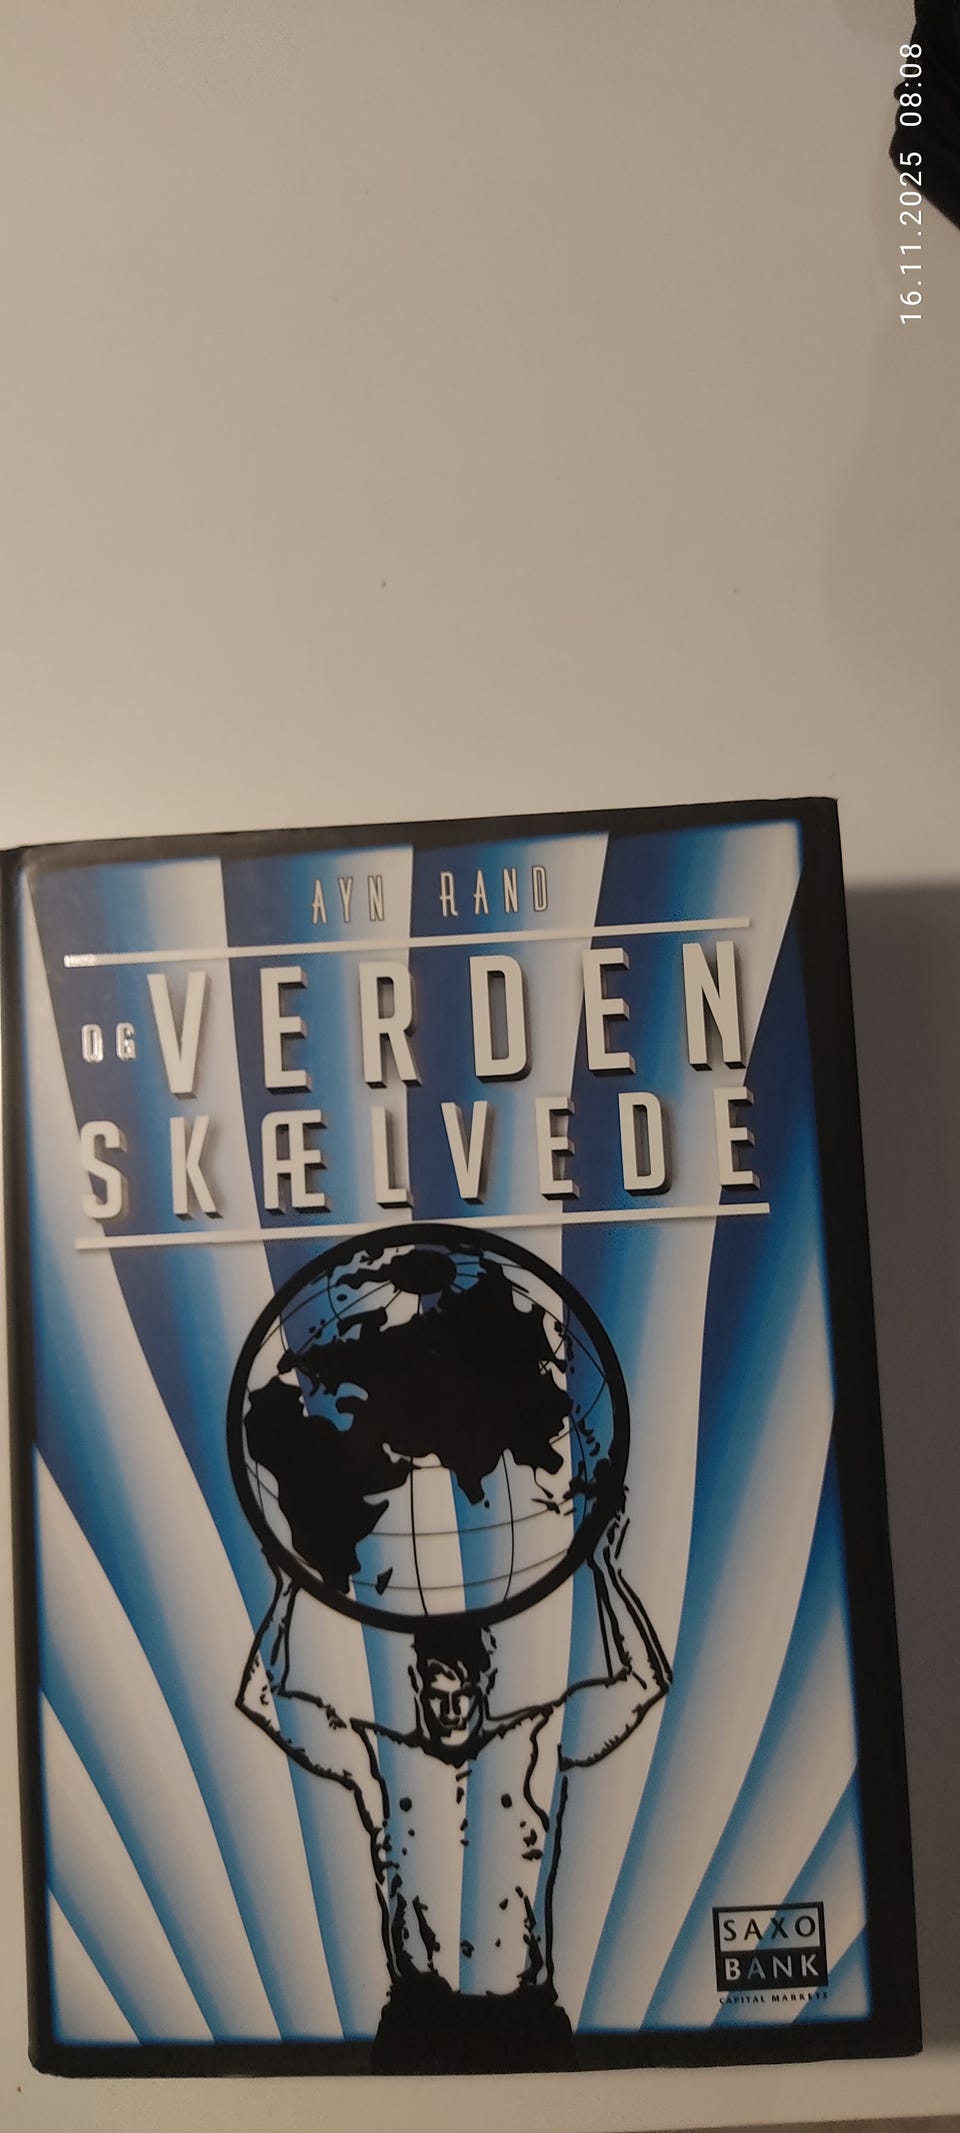 16.11.2025 08:08
AYN RAND
OG VERDEN
SKÆLVEDE
SAXO
BANK
CAPITAL MARKETS